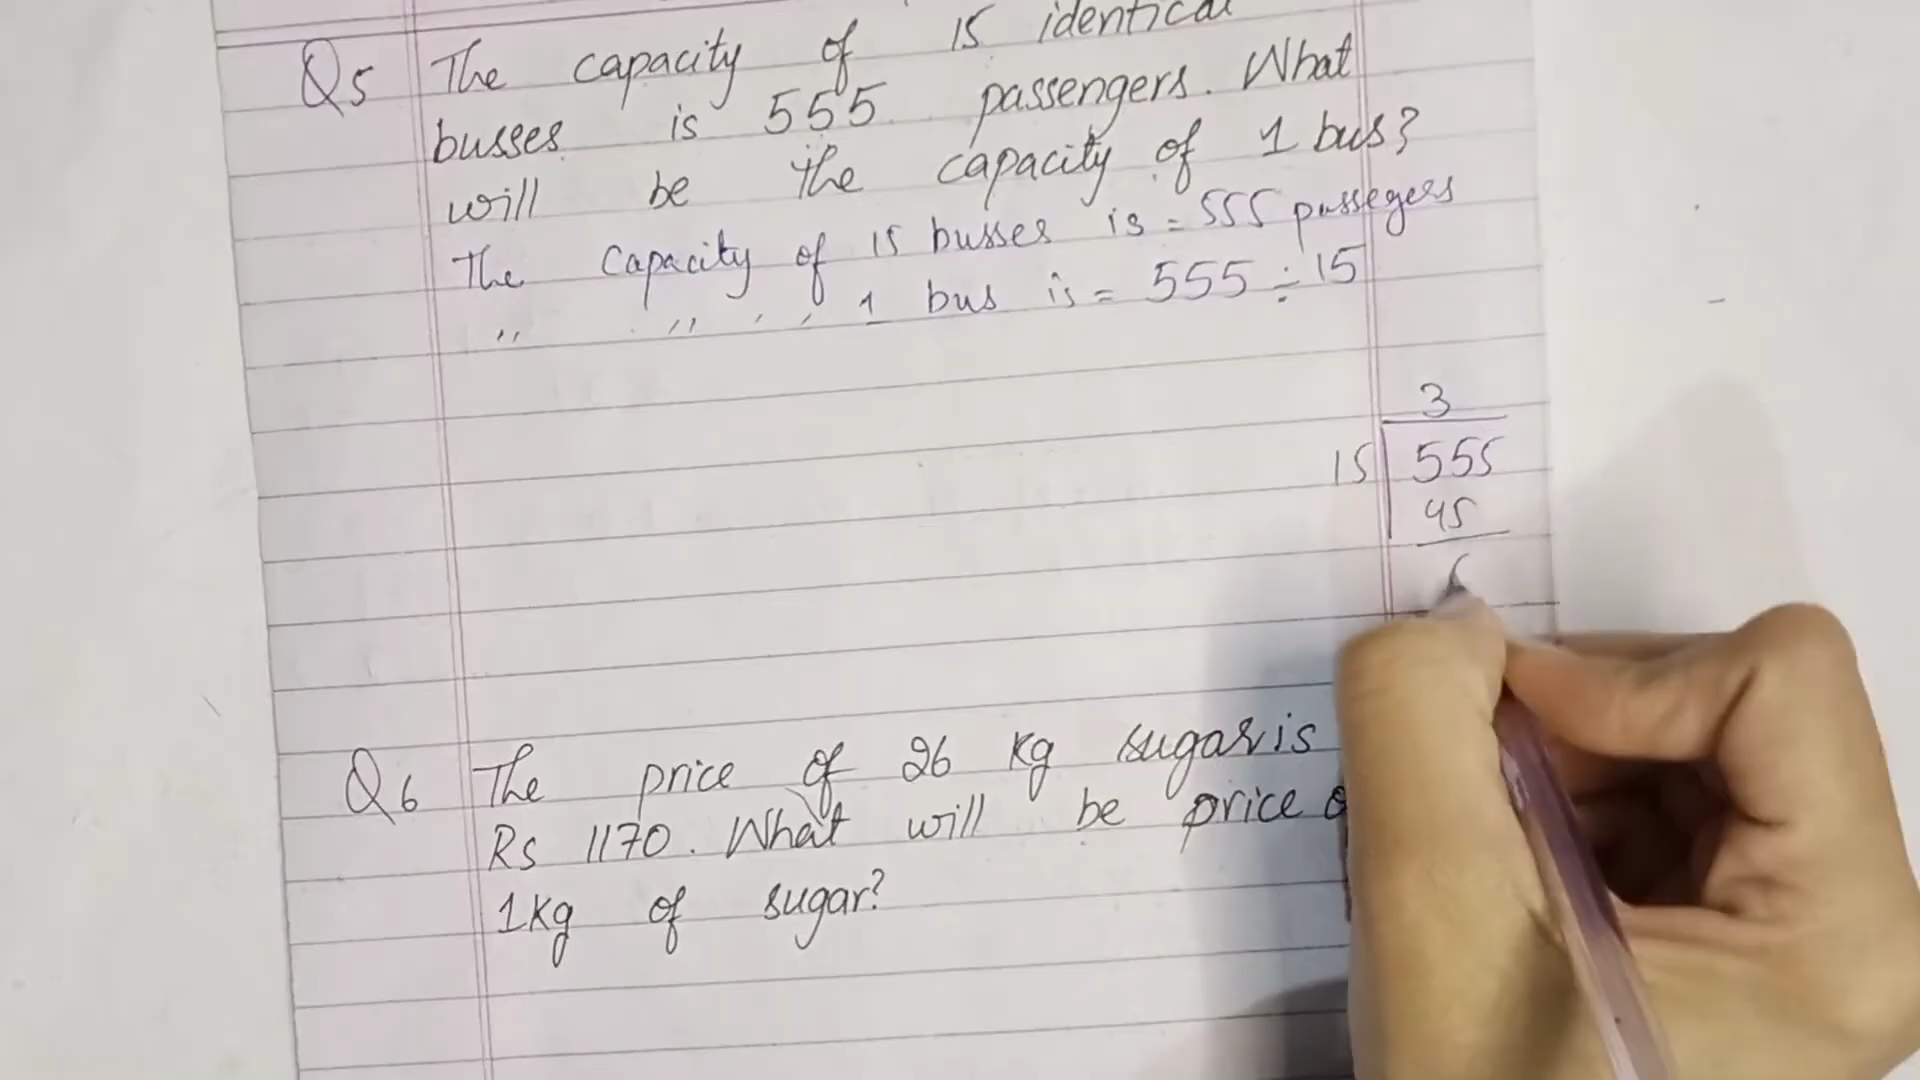 Q5 The capacity of 15 identical
busses is 555 passengers. What
will be the capacity of 1 bus?
The Capacity of 15 busses is = 555 passegers
,, ,, ,, 1 bus is = 555 ÷ 15
3
15 555
45
Q6 The price of 26 Kg sugar is
Rs 1170. What will be price
1Kg of sugar?